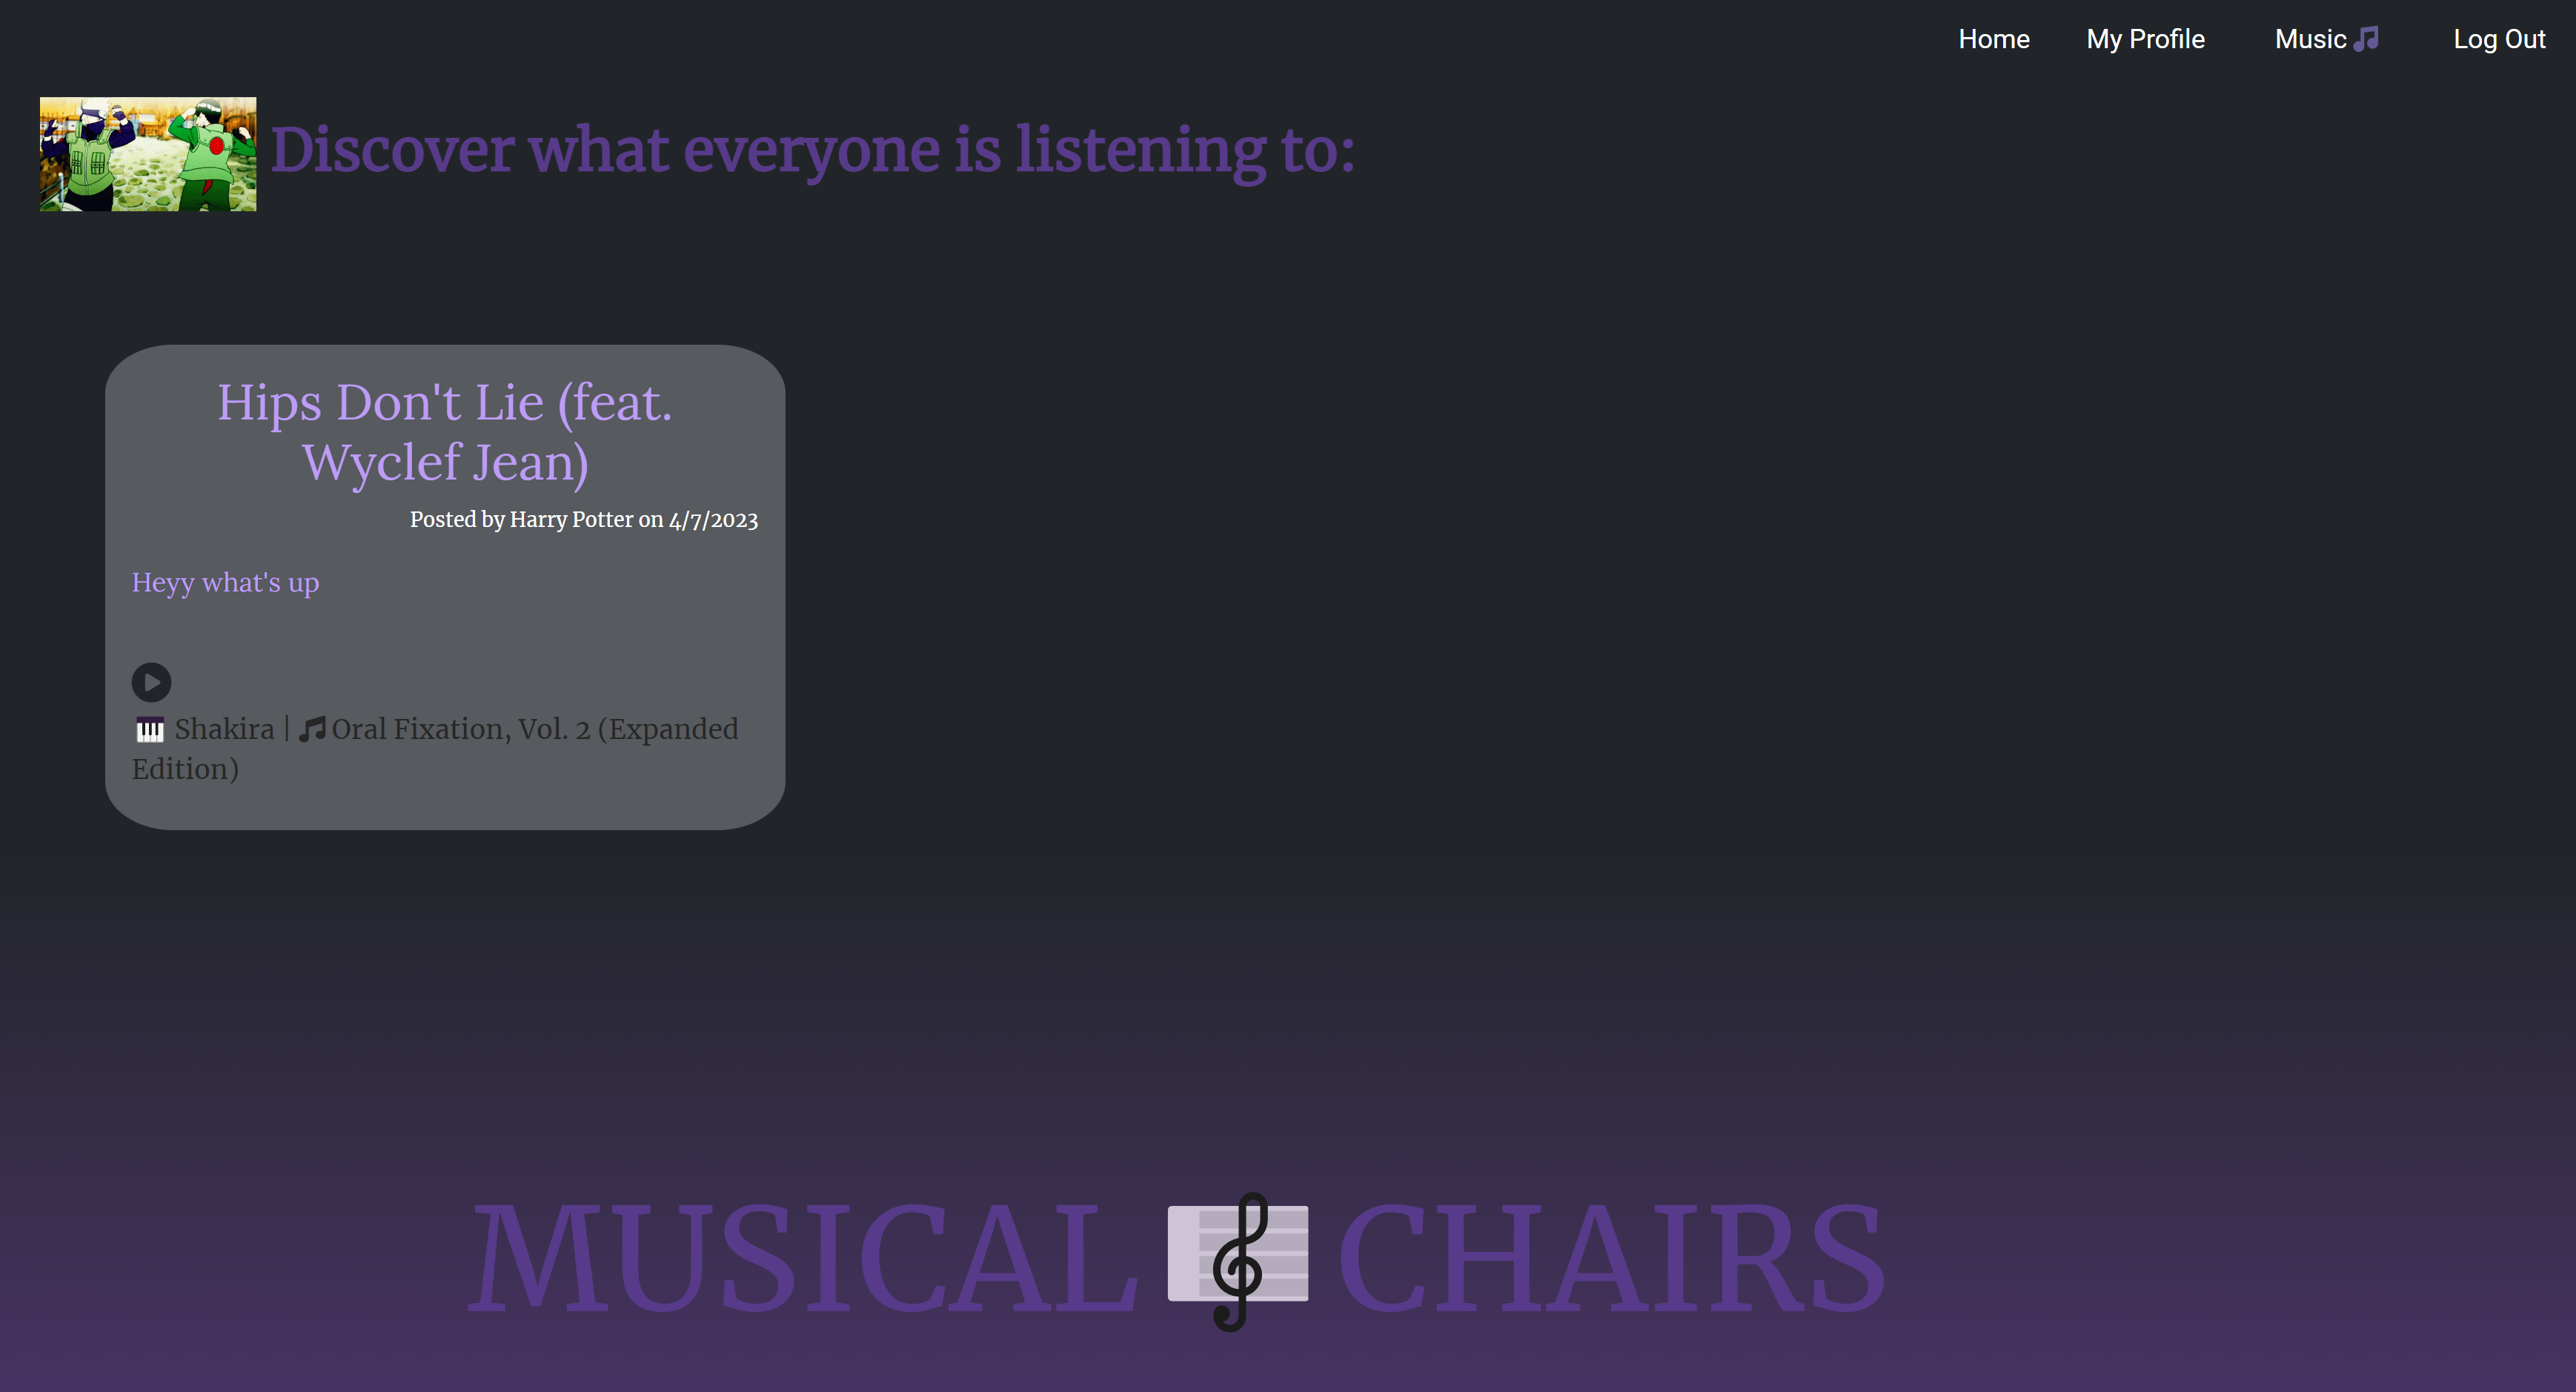 Home My Profile Music Log Out
Discover what everyone is listening to:
Hips Don't Lie (feat.
Wyclef Jean)
Posted by Harry Potter on 4/7/2023
Heyy what's up
Shakira | Oral Fixation, Vol. 2 (Expanded
Edition)
MUSICAL CHAIRS